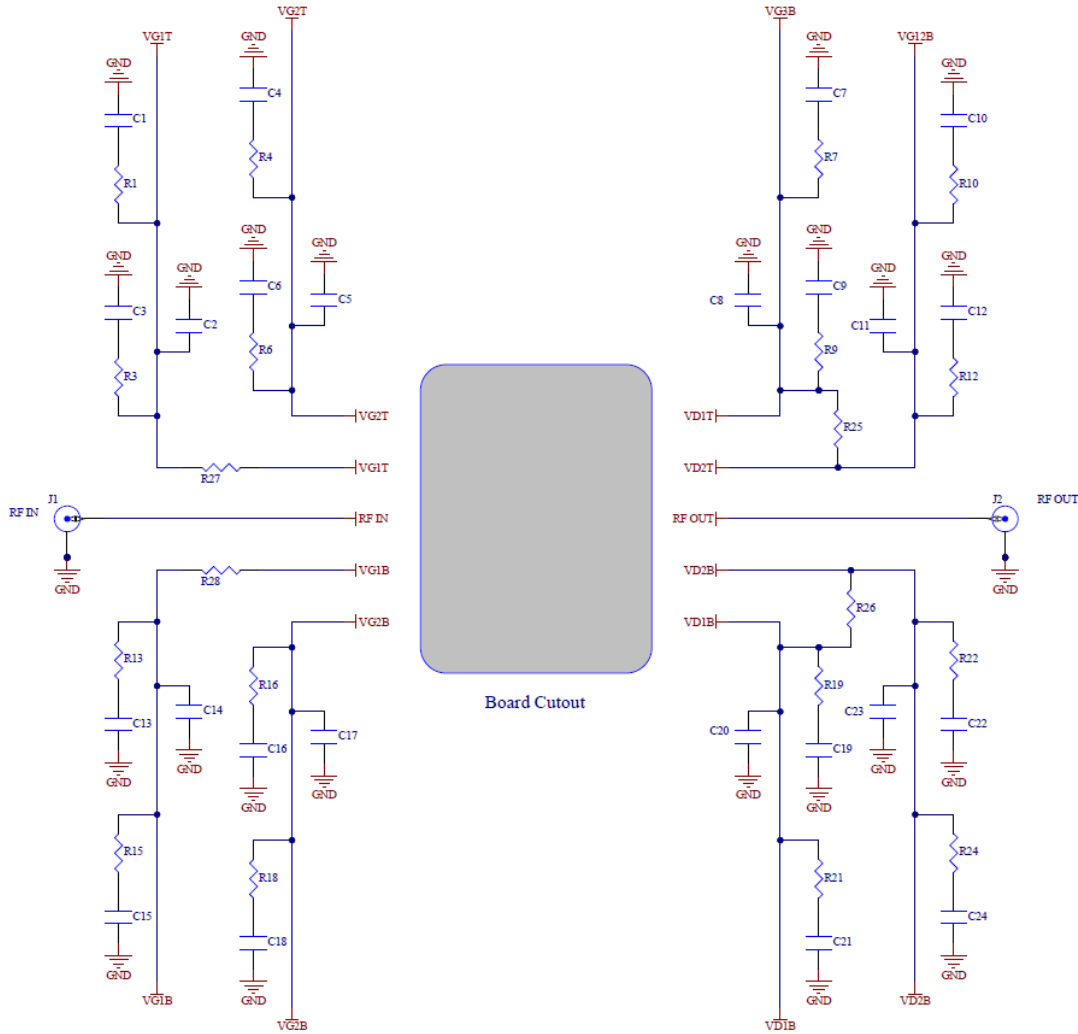 VG2T
VG3B
VG1T
VG12B
GND
GND
GND
GND
C4
C7
C1
C10
R4
R7
R1
R10
GND
GND
GND
GND
GND
GND
GND
GND
C6
C5
C8
C9
C3
C2
C11
C12
R6
R9
R3
R12
VG2T
VD1T
R25
VG1T
VD2T
R27
J1
J2
RF IN
RF OUT
RF IN
RF OUT
GND
GND
VG1B
VD2B
R28
R26
VG2B
VD1B
R13
R22
R16
R19
Board Cutout
C14
C23
C13
C22
C17
C20
C16
C19
GND
GND
GND
GND
GND
GND
GND
GND
R15
R24
R18
R21
C15
C24
C18
C21
GND
GND
GND
GND
VG1B
VD2B
VG2B
VD1B